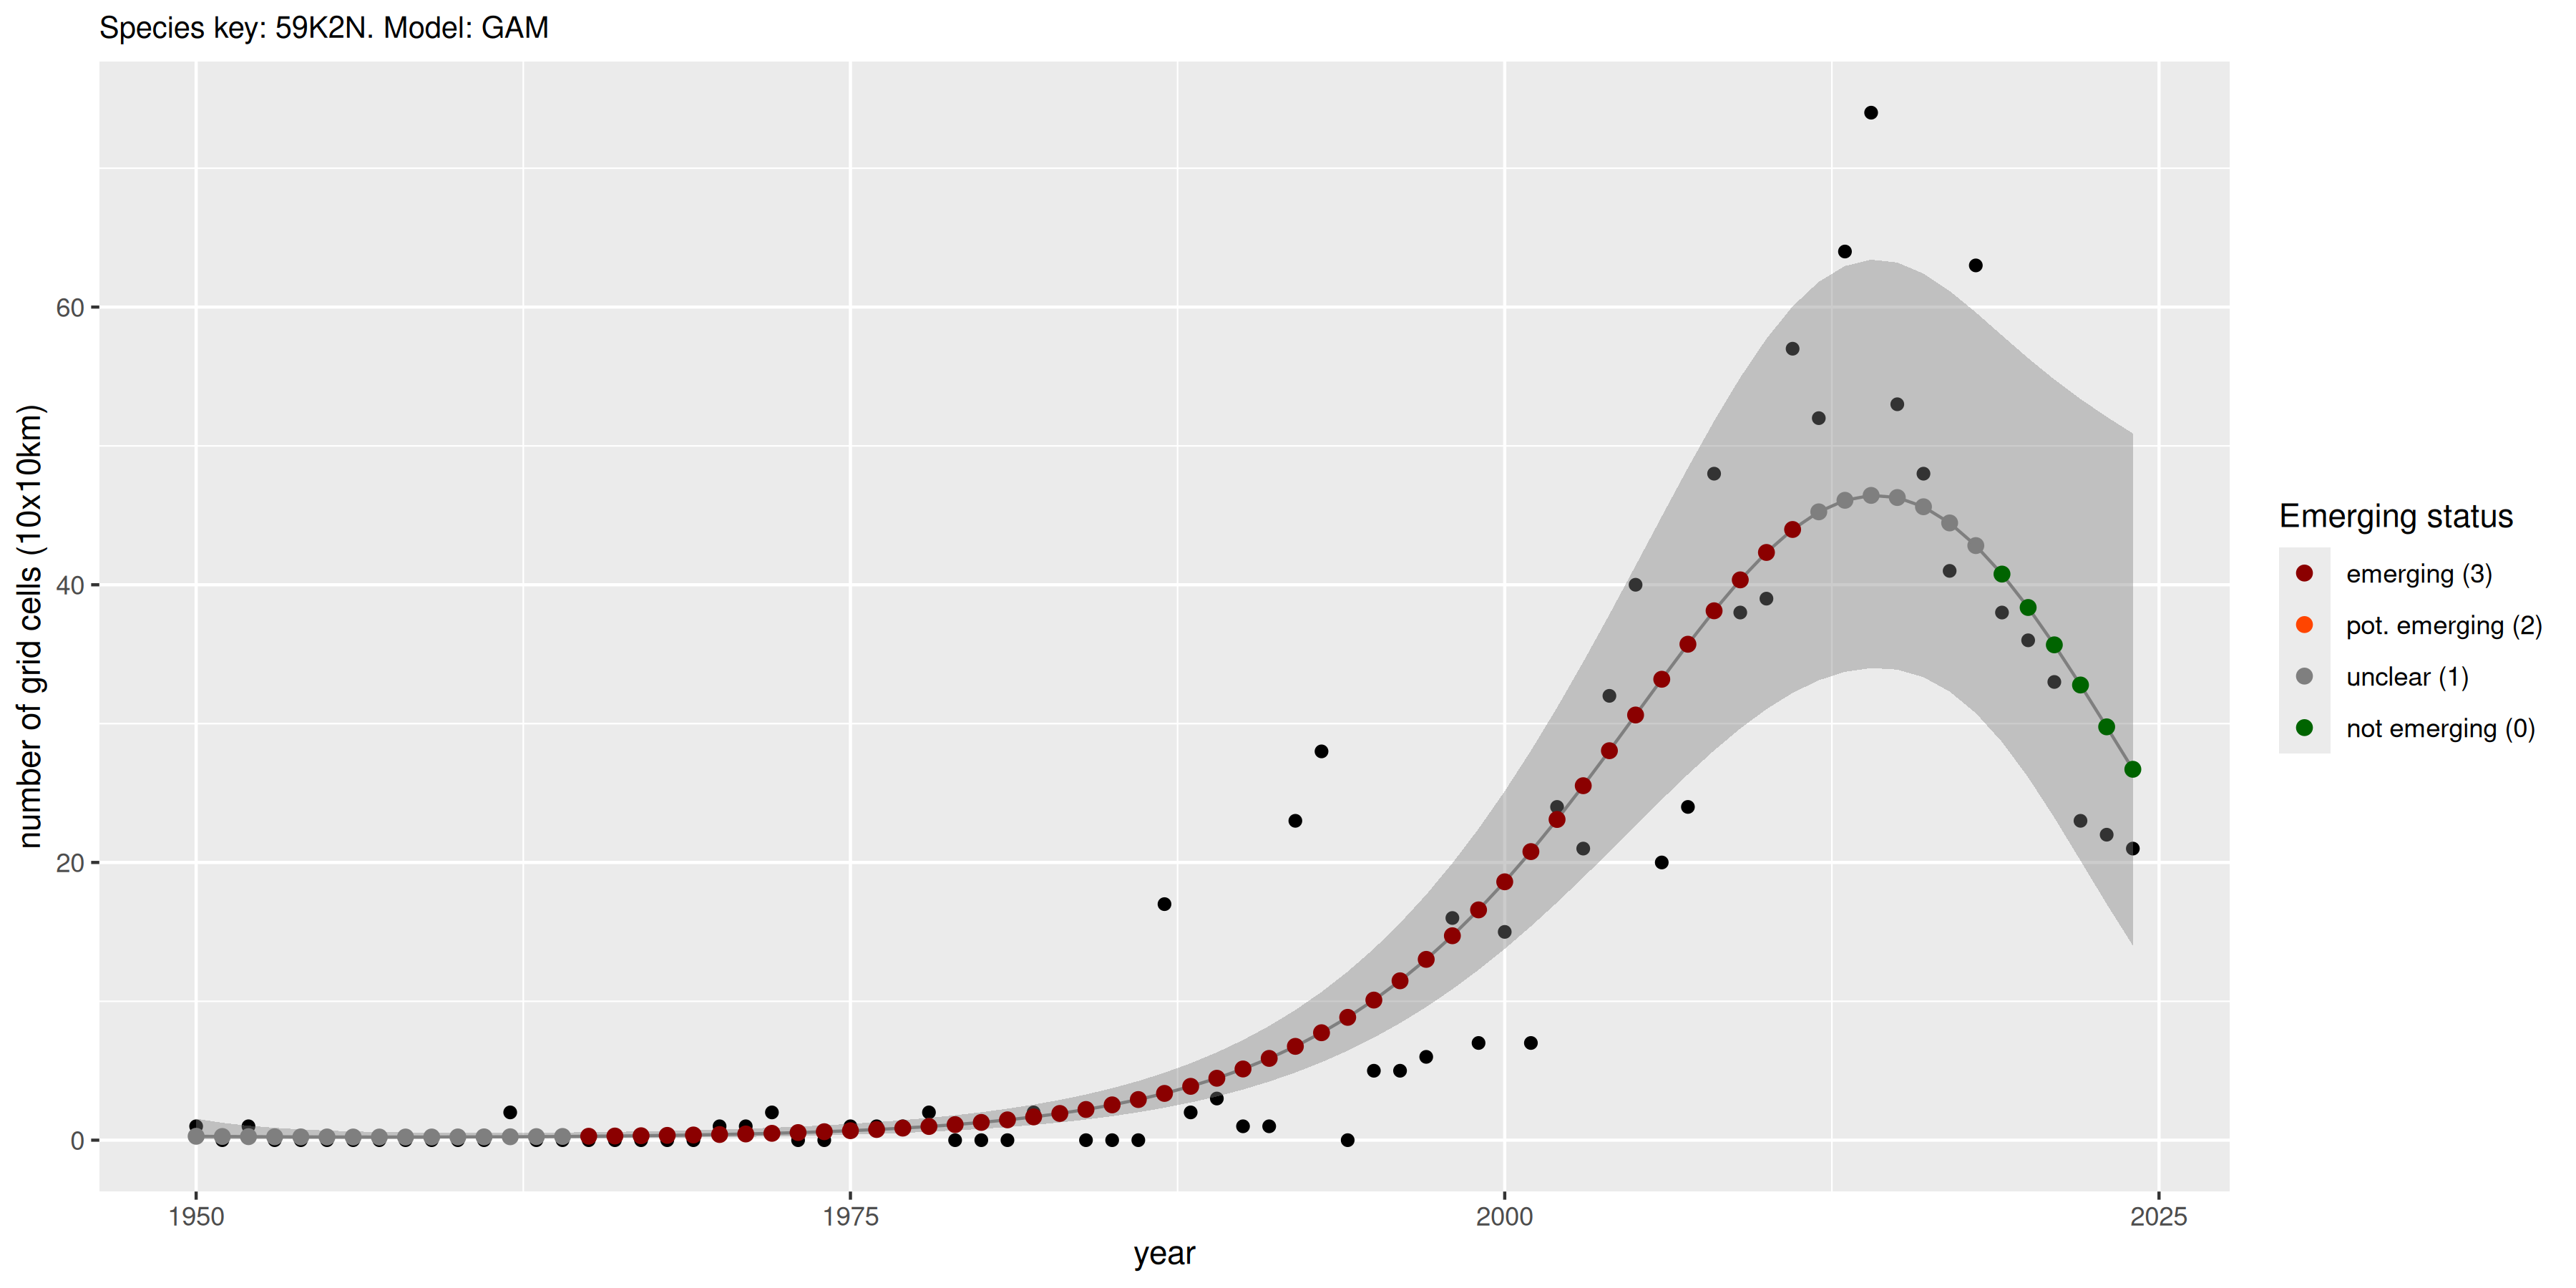 Species key: 59K2N. Model: GAM
number of grid cells (10x10km)
60
40
20
0
1950
1975
2000
2025
year
Emerging status
emerging (3)
pot. emerging (2)
unclear (1)
not emerging (0)